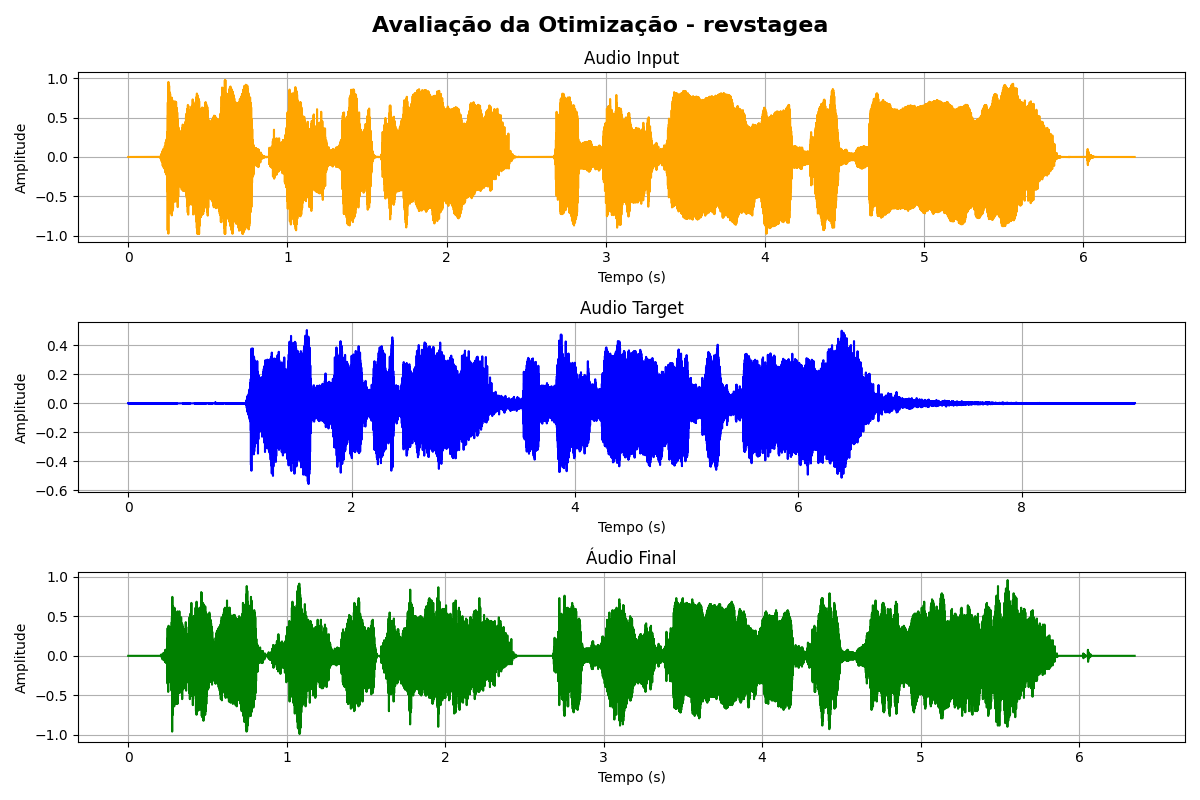 Avaliação da Otimização - revstagea
Audio Input
1.0
0.5
0.0
−0.5
−1.0
Amplitude
0 1 2 3 4 5 6
Tempo (s)
Audio Target
0.4
0.2
0.0
−0.2
−0.4
−0.6
Amplitude
0 2 4 6 8
Tempo (s)
Áudio Final
1.0
0.5
0.0
−0.5
−1.0
Amplitude
0 1 2 3 4 5 6
Tempo (s)